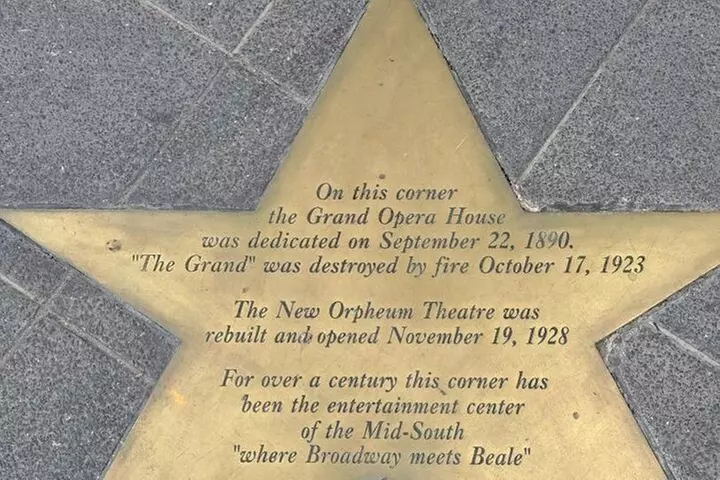 On this corner
the Grand Opera House
was dedicated on September 22, 1890.
"The Grand" was destroyed by fire October 17, 1923
The New Orpheum Theatre was
rebuilt and opened November 19, 1928
For over a century this corner has
been the entertainment center
of the Mid-South
"where Broadway meets Beale"